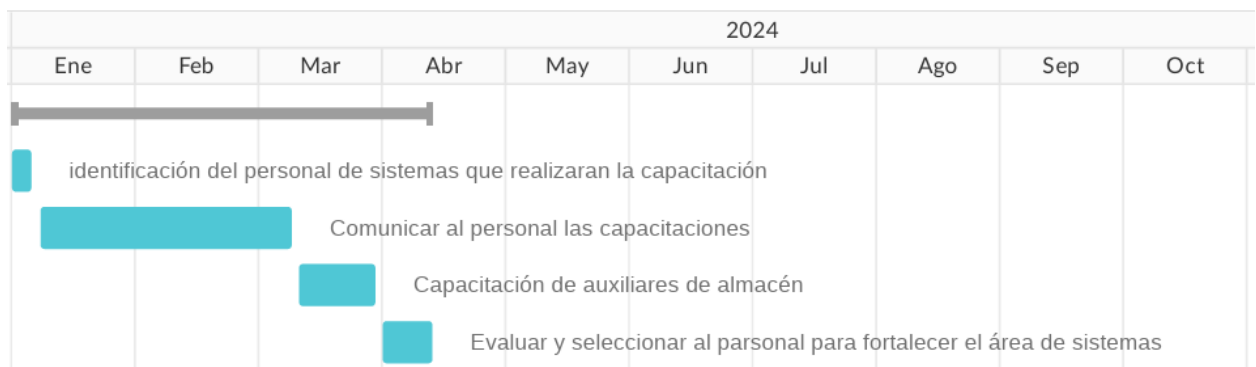 2024
Ene Feb Mar Abr May Jun Jul Ago Sep Oct
identificación del personal de sistemas que realizaran la capacitación
Comunicar al personal las capacitaciones
Capacitación de auxiliares de almacén
Evaluar y seleccionar al parsonal para fortalecer el área de sistemas